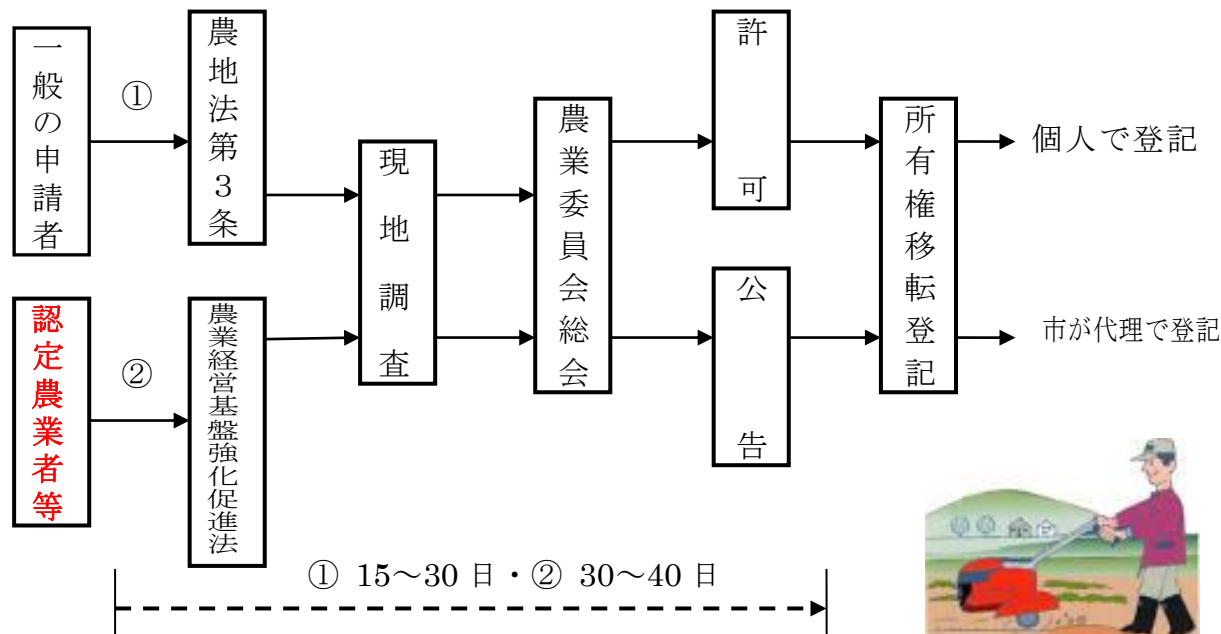 一般の申請者
①
農地法第3条
現地調査
農業委員会総会
許可
所有権移転登記
個人で登記
認定農業者等
②
農業経営基盤強化促進法
公告
市が代理で登記
① 15～30 日・② 30～40 日